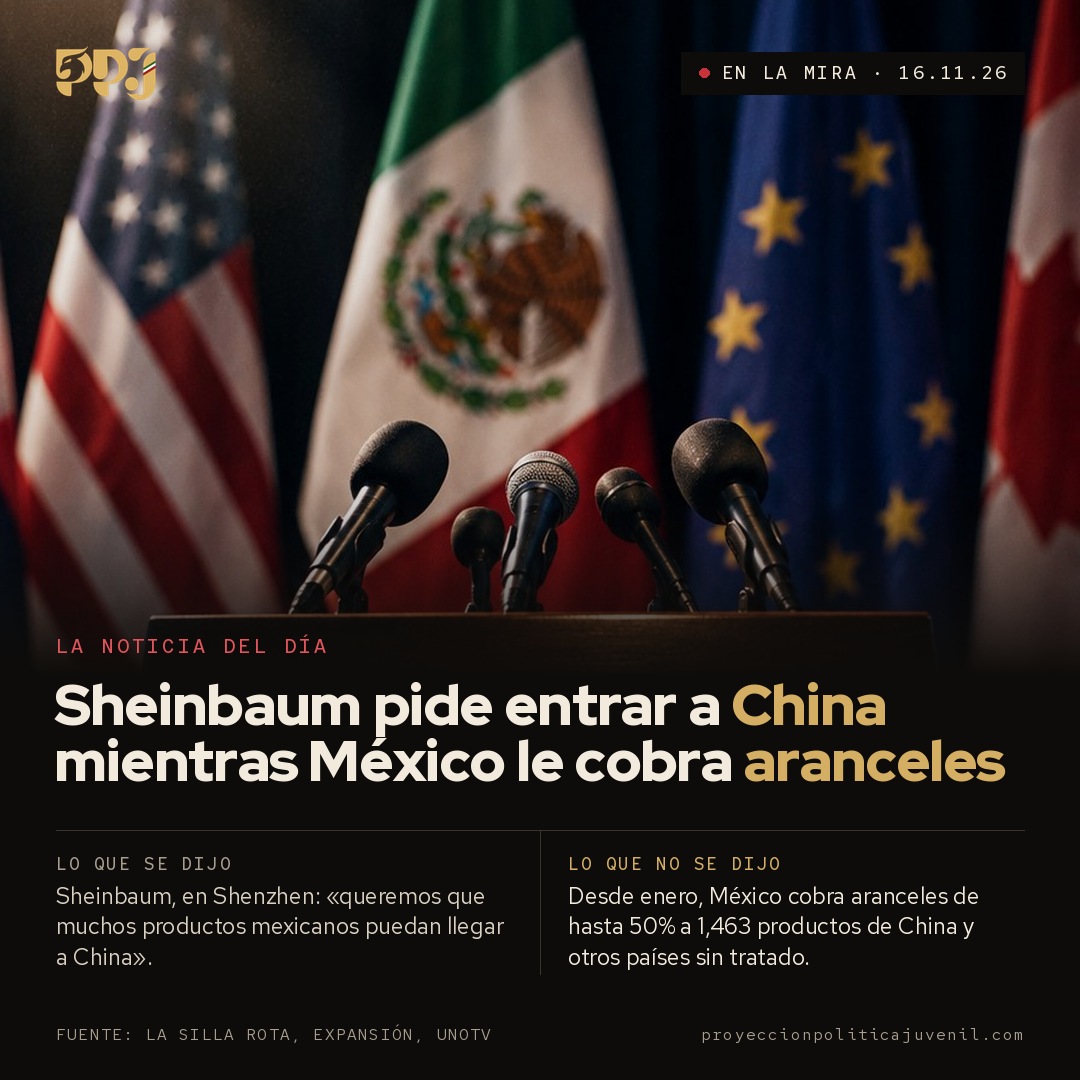 PPJ
EN LA MIRA · 16.11.26
LA NOTICIA DEL DÍA
Sheinbaum pide entrar a China
mientras México le cobra aranceles
LO QUE SE DIJO
Sheinbaum, en Shenzhen: «queremos que
muchos productos mexicanos puedan llegar
a China».
LO QUE NO SE DIJO
Desde enero, México cobra aranceles de
hasta 50% a 1,463 productos de China y
otros países sin tratado.
FUENTE: LA SILLA ROTA, EXPANSIÓN, UNOTV
proyeccionpoliticajuvenil.com